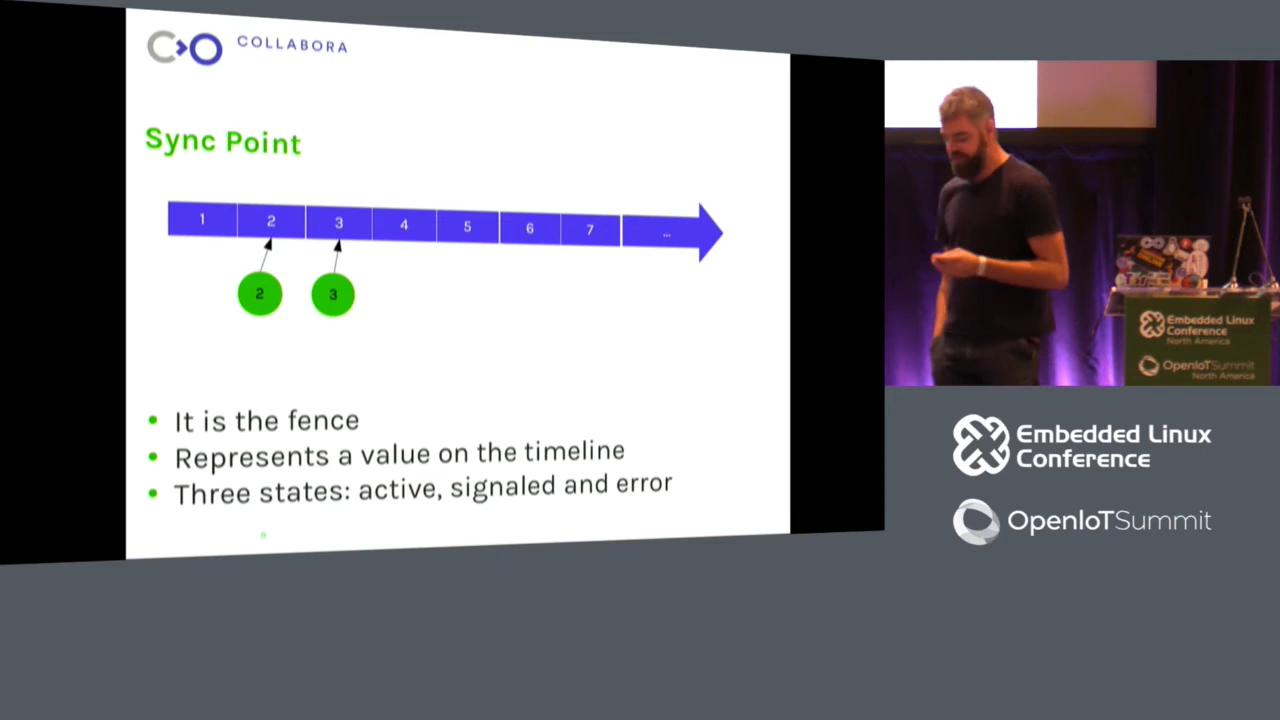 COLLABORA
Sync Point
1 2 3 4 5 6 7 ...
2 3
It is the fence
Represents a value on the timeline
Three states: active, signaled and error
8
Embedded Linux
Conference
North America
OpenIoTSummit
North America
Embedded Linux
Conference
OpenIoTSummit